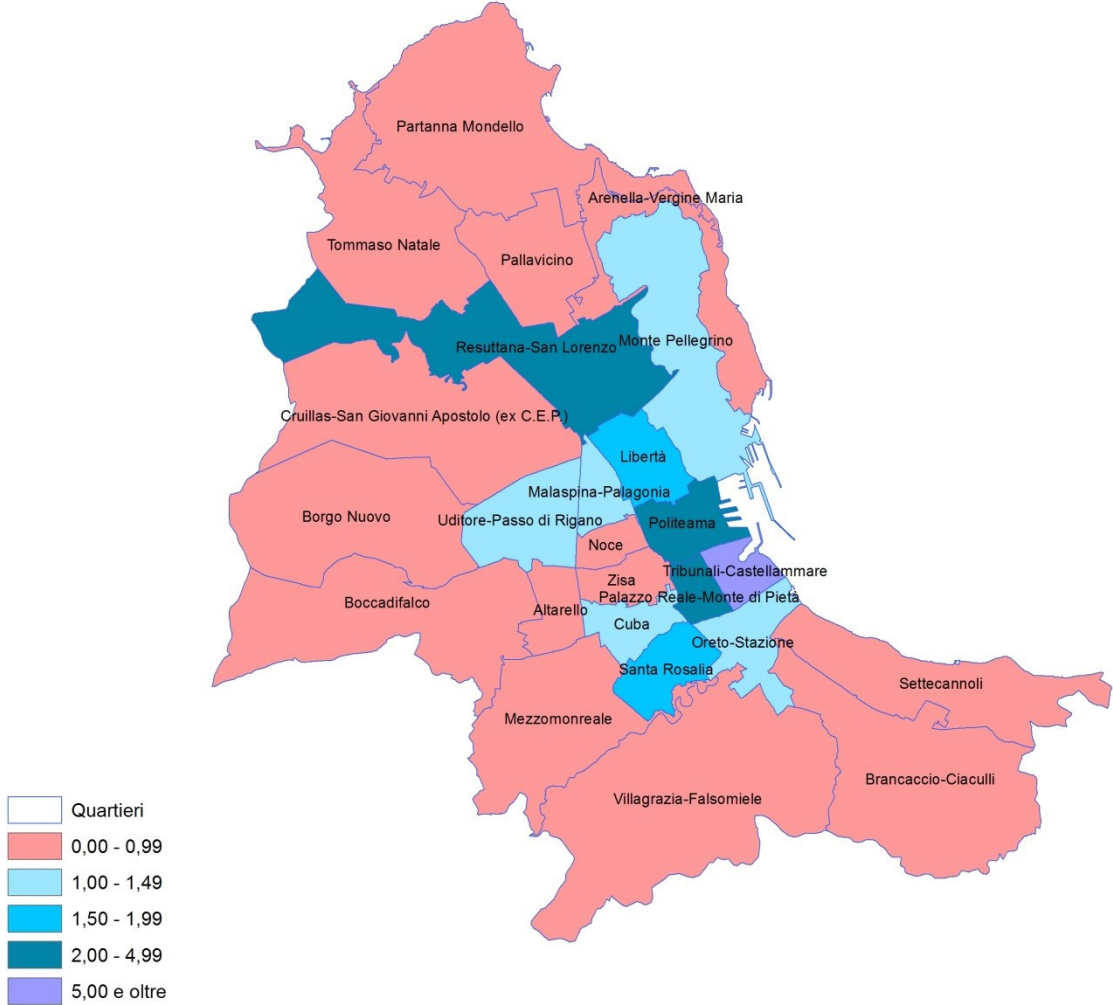 Partanna Mondello
Arenella-Vergine Maria
Tommaso Natale
Pallavicino
Resuttana-San Lorenzo
Monte Pellegrino
Cruillas-San Giovanni Apostolo (ex C.E.P.)
Libertà
Malaspina-Palagonia
Borgo Nuovo
Uditore-Passo di Rigano
Politeama
Noce
Tribunali-Castellammare
Zisa
Palazzo Reale-Monte di Pietà
Boccadifalco
Altarello
Cuba
Oreto-Stazione
Santa Rosalia
Settecannoli
Mezzomonreale
Brancaccio-Ciaculli
Villagrazia-Falsomiele
Quartieri
0,00 - 0,99
1,00 - 1,49
1,50 - 1,99
2,00 - 4,99
5,00 e oltre